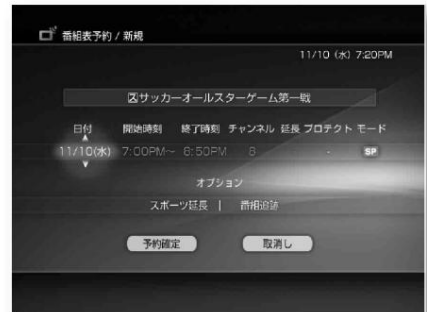 番組表予約 / 新規
11/10 (水) 7:20PM
サッカーオールスターゲーム第一戦
日付 開始時刻 終了時刻 チャンネル 延長 プロテクト モード
11/10(水) 7:00PM～ 8:50PM 8 - SP
オプション
スポーツ延長 | 番組追跡
予約確定 取消し